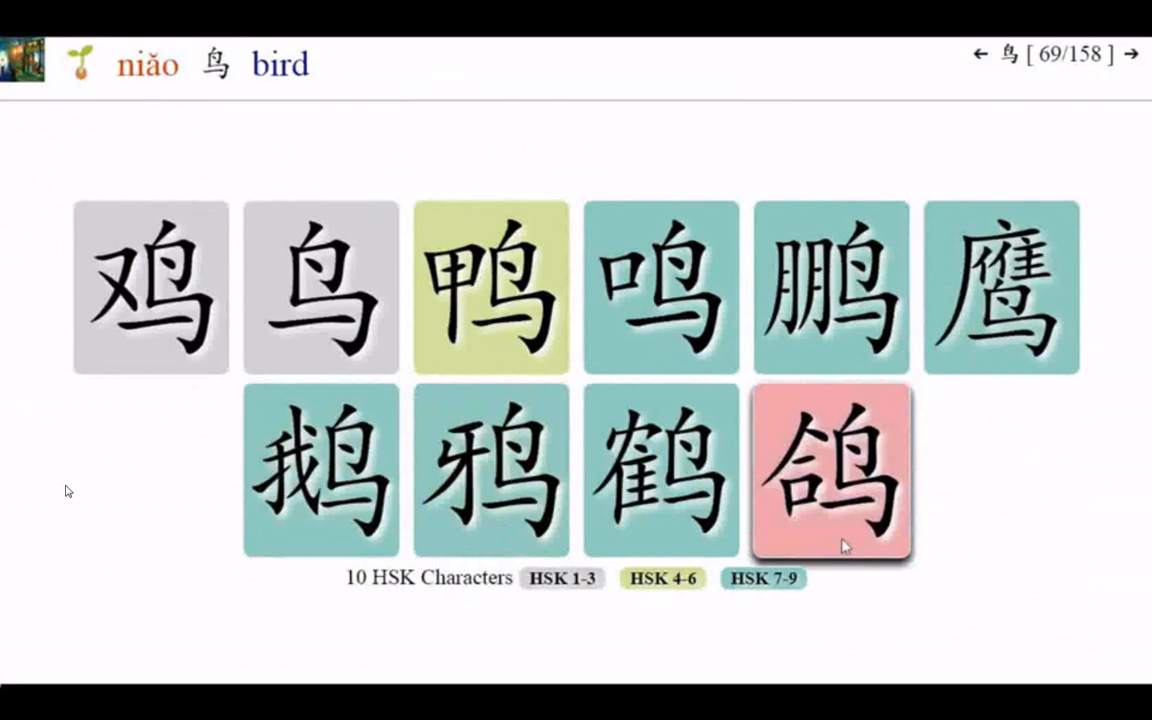 niǎo 鸟 bird
← 鸟 [ 69/158 ] →
鸡 鸟 鸭 鸣 鹏 鹰
鹅 鸦 鹤 鸽
10 HSK Characters HSK 1-3 HSK 4-6 HSK 7-9